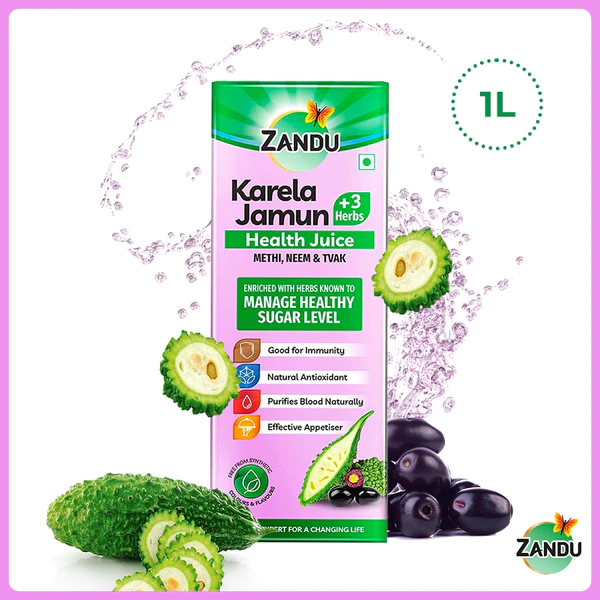 1L
ZANDU
Karela
Jamun
+3
Herbs
Health Juice
METHI, NEEM & TVAK
ENRICHED WITH HERBS KNOWN TO
MANAGE HEALTHY
SUGAR LEVEL
Good for Immunity
Natural Antioxidant
Purifies Blood Naturally
Effective Appetiser
FREE FROM SYNTHETIC
COLOURS & FLAVOURS
EXPERT FOR A CHANGING LIFE
ZANDU